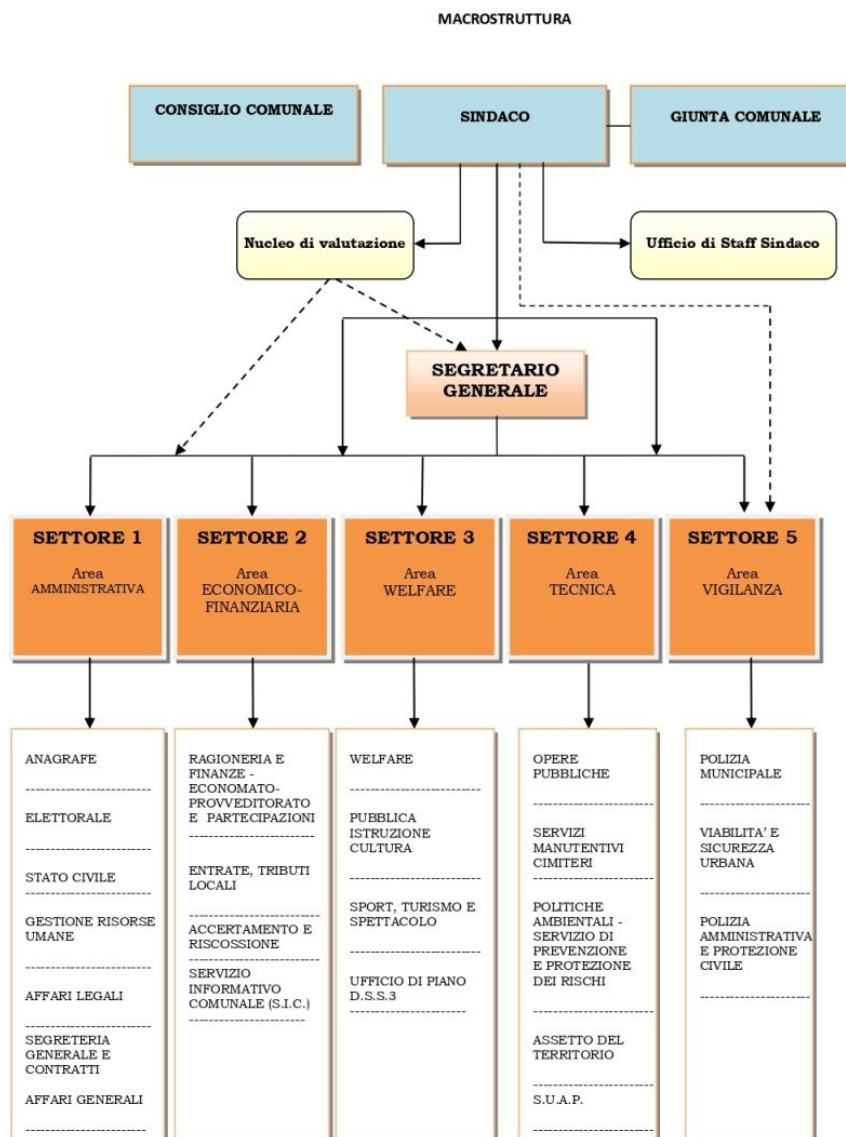 MACROSTRUTTURA
CONSIGLIO COMUNALE
SINDACO
GIUNTA COMUNALE
Nucleo di valutazione
Ufficio di Staff Sindaco
SEGRETARIO
GENERALE
SETTORE 1
Area
AMMINISTRATIVA
SETTORE 2
Area
ECONOMICO-
FINANZIARIA
SETTORE 3
Area
WELFARE
SETTORE 4
Area
TECNICA
SETTORE 5
Area
VIGILANZA
ANAGRAFE
ELETTORALE
STATO CIVILE
GESTIONE RISORSE
UMANE
AFFARI LEGALI
SEGRETERIA
GENERALE E
CONTRATTI
AFFARI GENERALI
RAGIONERIA E
FINANZE -
ECONOMATO-
PROVVEDITORATO
E PARTECIPAZIONI
ENTRATE, TRIBUTI
LOCALI
ACCERTAMENTO E
RISCOSSIONE
SERVIZIO
INFORMATIVO
COMUNALE (S.I.C.)
WELFARE
PUBBLICA
ISTRUZIONE
CULTURA
SPORT, TURISMO E
SPETTACOLO
UFFICIO DI PIANO
D.S.S.3
OPERE
PUBBLICHE
SERVIZI
MANUTENTIVI
CIMITERI
POLITICHE
AMBIENTALI -
SERVIZIO DI
PREVENZIONE
E PROTEZIONE
DEI RISCHI
ASSETTO DEL
TERRITORIO
S.U.A.P.
POLIZIA
MUNICIPALE
VIABILITA' E
SICUREZZA
URBANA
POLIZIA
AMMINISTRATIVA
E PROTEZIONE
CIVILE